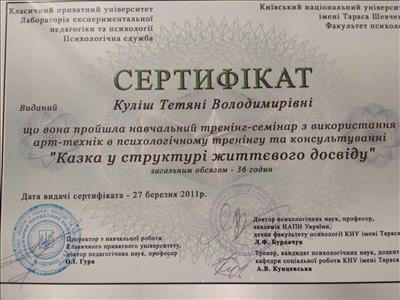 Класичний приватний університет
Лабораторія експериментальної
педагогіки та психології
Психологічна служба
Київський національний університ
імені Тараса Шевчен
Факультет психоло
СЕРТИФІКАТ
Виданий
Куліш Тетяні Володимирівні
що вона пройшла навчальний тренінг-семінар з використання
арт-технік в психологічному тренінгу та консультуванні
"Казка у структурі життєвого досвіду"
загальним обсягом - 36 годин
Дата видачі сертифіката - 27 березня 2011р.
Проректор з навчальної роботи
Класичного приватного університету,
доктор педагогічних наук, професор
О.І. Гура
Доктор психологічних наук, професор,
академік НАПН України,
декан факультету психології КНУ імені Тараса
Л.Ф. Бурлачук
Тренер, кандидат психологічних наук, доцент
кафедри соціальної роботи КНУ імені Тараса
А.В. Кунцевська